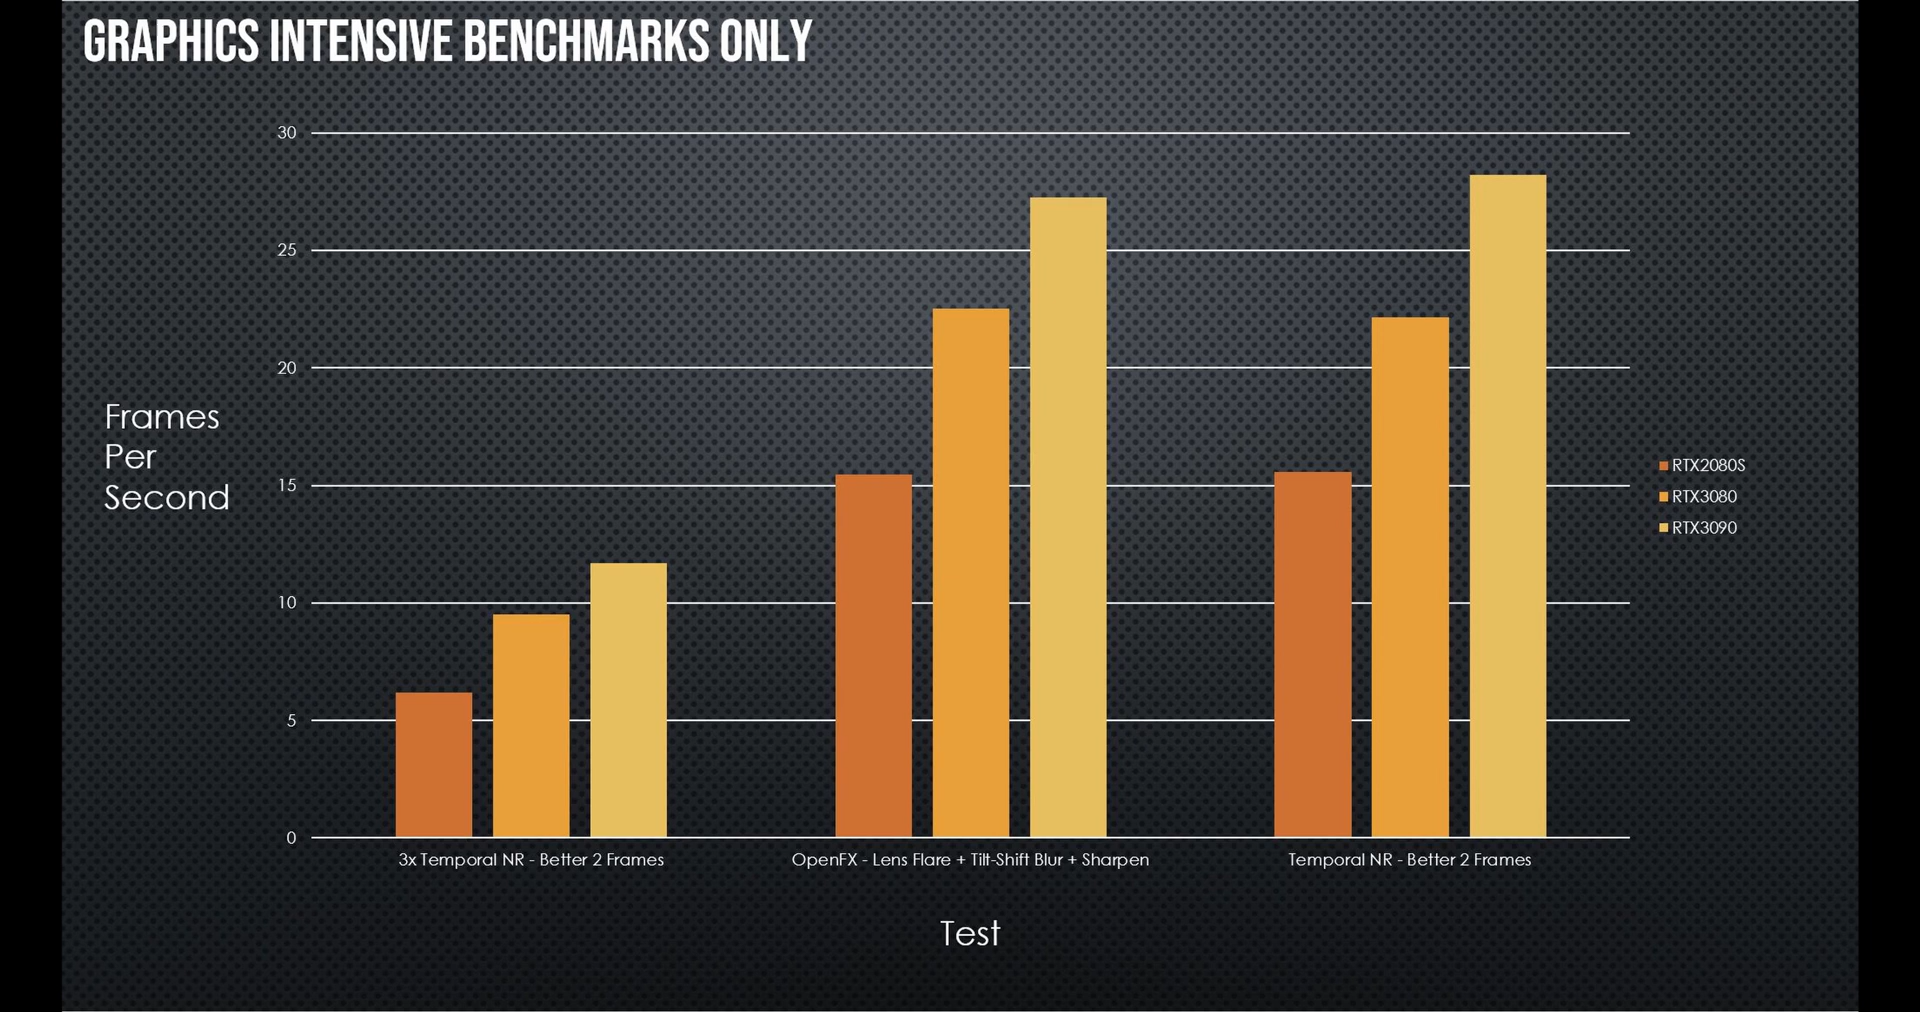 GRAPHICS INTENSIVE BENCHMARKS ONLY
30
25
20
15
10
5
0
Frames
Per
Second
3x Temporal NR - Better 2 Frames
OpenFX - Lens Flare + Tilt-Shift Blur + Sharpen
Temporal NR - Better 2 Frames
Test
RTX2080S
RTX3080
RTX3090